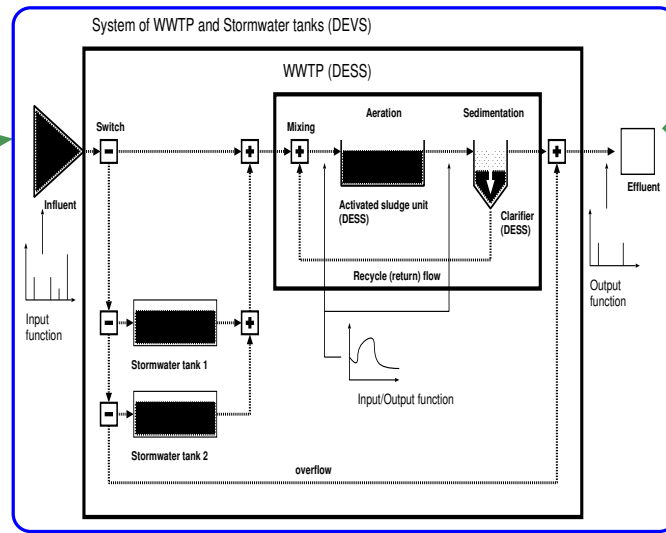 System of WWTP and Stormwater tanks (DEVS)
WWTP (DESS)
Switch
Mixing
Aeration
Sedimentation
-
+
+
+
Influent
Activated sludge unit
(DESS)
Clarifier
(DESS)
Effluent
Recycle (return) flow
Input
function
Output
function
-
+
Stormwater tank 1
Input/Output function
-
Stormwater tank 2
overflow